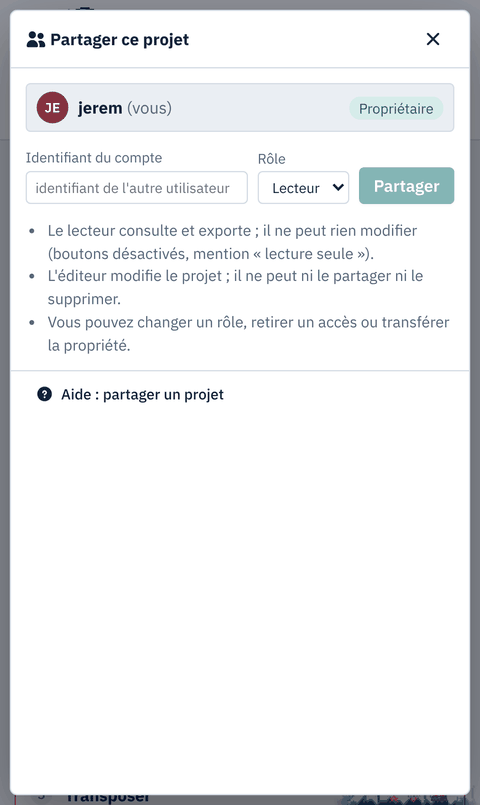 Partager ce projet
JE jerem (vous) Propriétaire
Identifiant du compte Rôle
identifiant de l'autre utilisateur Lecteur Partager
Le lecteur consulte et exporte ; il ne peut rien modifier
(boutons désactivés, mention « lecture seule »).
L'éditeur modifie le projet ; il ne peut ni le partager ni le
supprimer.
Vous pouvez changer un rôle, retirer un accès ou transférer
la propriété.
Aide : partager un projet
Transposer